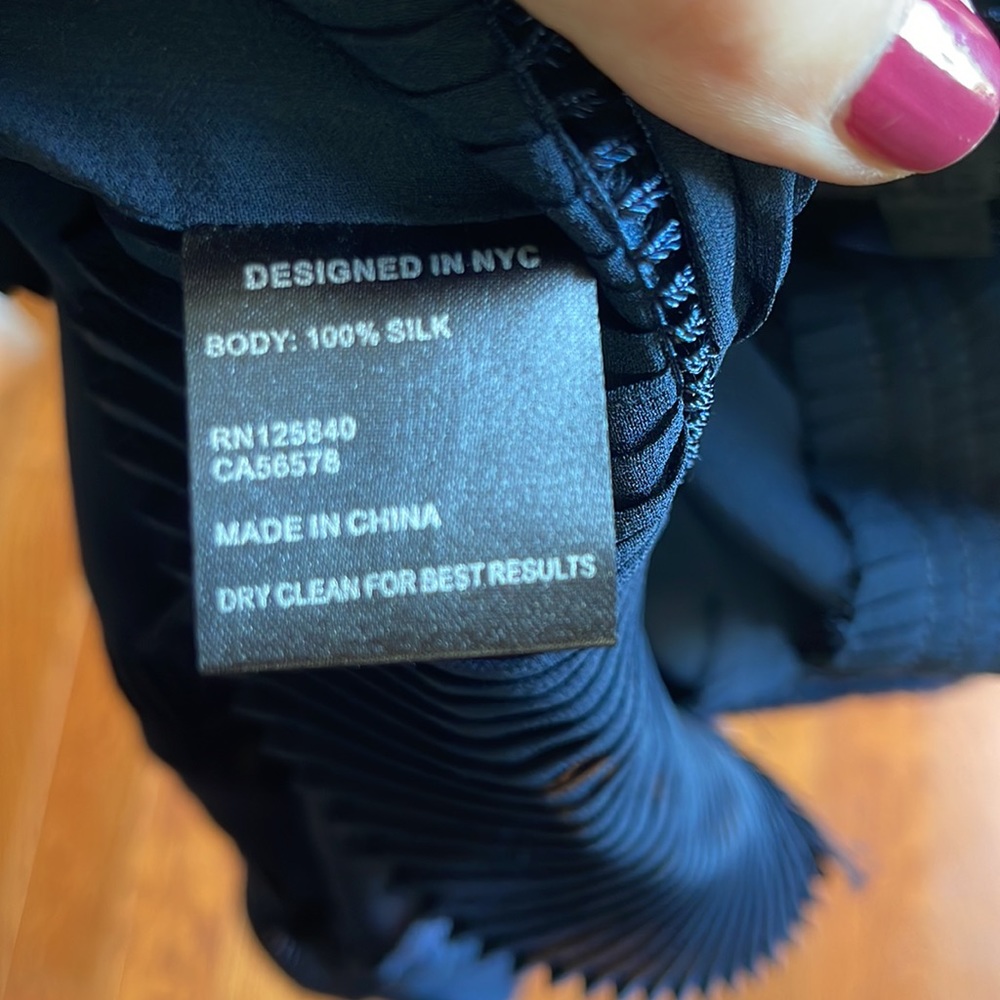 DESIGNED IN NYC
BODY: 100% SILK
RN125840
CA56578
MADE IN CHINA
DRY CLEAN FOR BEST RESULTS